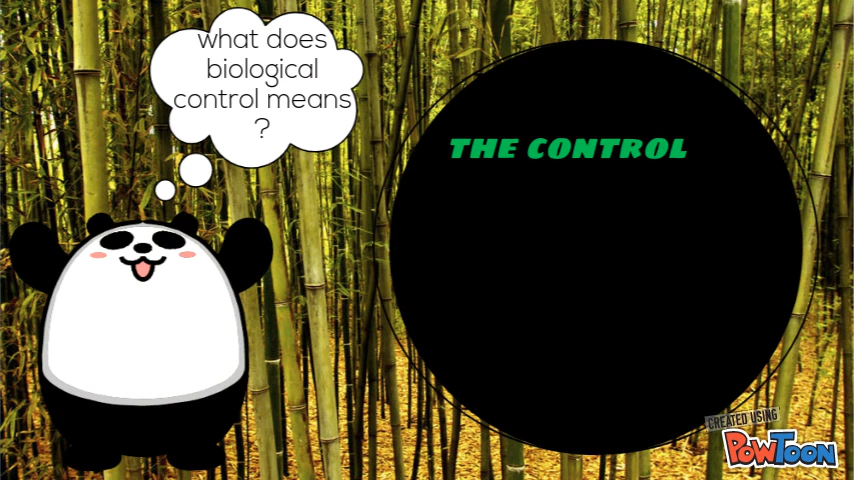 what does
biological
control means
?
THE CONTROL
CREATED USING
POWTOON